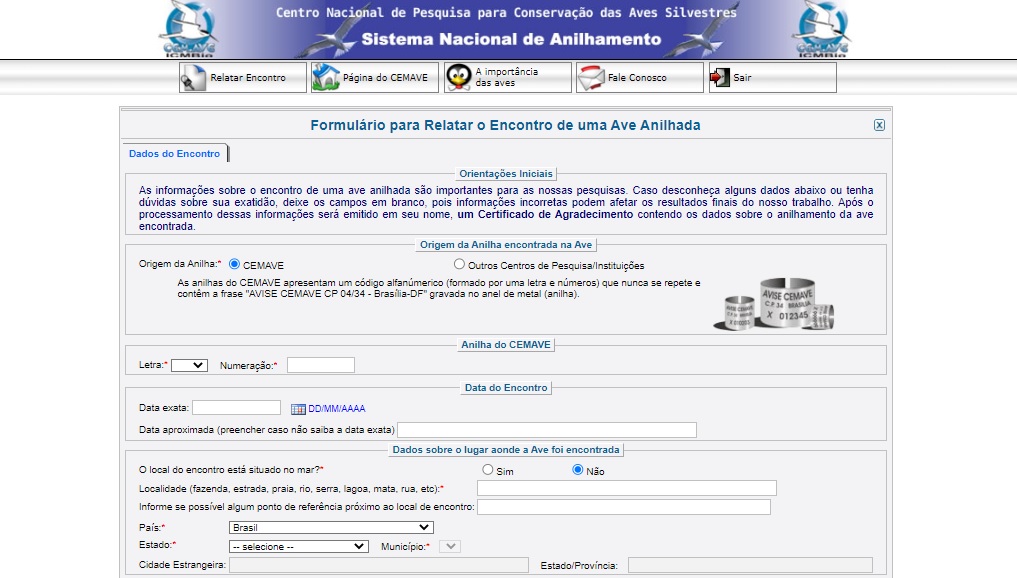 Centro Nacional de Pesquisa para Conservação das Aves Silvestres
Sistema Nacional de Anilhamento
CEMAVE
ICMBio
CEMAVE
ICMBio
Relatar Encontro
Página do CEMAVE
A importância
das aves
Fale Conosco
Sair
Formulário para Relatar o Encontro de uma Ave Anilhada
X
Dados do Encontro
Orientações Iniciais
As informações sobre o encontro de uma ave anilhada são importantes para as nossas pesquisas. Caso desconheça alguns dados abaixo ou tenha
dúvidas sobre sua exatidão, deixe os campos em branco, pois informações incorretas podem afetar os resultados finais do nosso trabalho. Após o
processamento dessas informações será emitido em seu nome, um Certificado de Agradecimento contendo os dados sobre o anilhamento da ave
encontrada.
Origem da Anilha encontrada na Ave
Origem da Anilha:* CEMAVE Outros Centros de Pesquisa/Instituições
As anilhas do CEMAVE apresentam um código alfanúmerico (formado por uma letra e números) que nunca se repete e
contêm a frase "AVISE CEMAVE CP 04/34 - Brasília-DF" gravada no anel de metal (anilha).
AVISE CEMAVE
C.P 34 BRASILIA
X 012345
Anilha do CEMAVE
Letra:* Numeração:*
Data do Encontro
Data exata: DD/MM/AAAA
Data aproximada (preencher caso não saiba a data exata)
Dados sobre o lugar aonde a Ave foi encontrada
O local do encontro está situado no mar?* Sim Não
Localidade (fazenda, estrada, praia, rio, serra, lagoa, mata, rua, etc):*
Informe se possível algum ponto de referência próximo ao local de encontro:
País:* Brasil
Estado:* -- selecione -- Município:*
Cidade Estrangeira: Estado/Província: